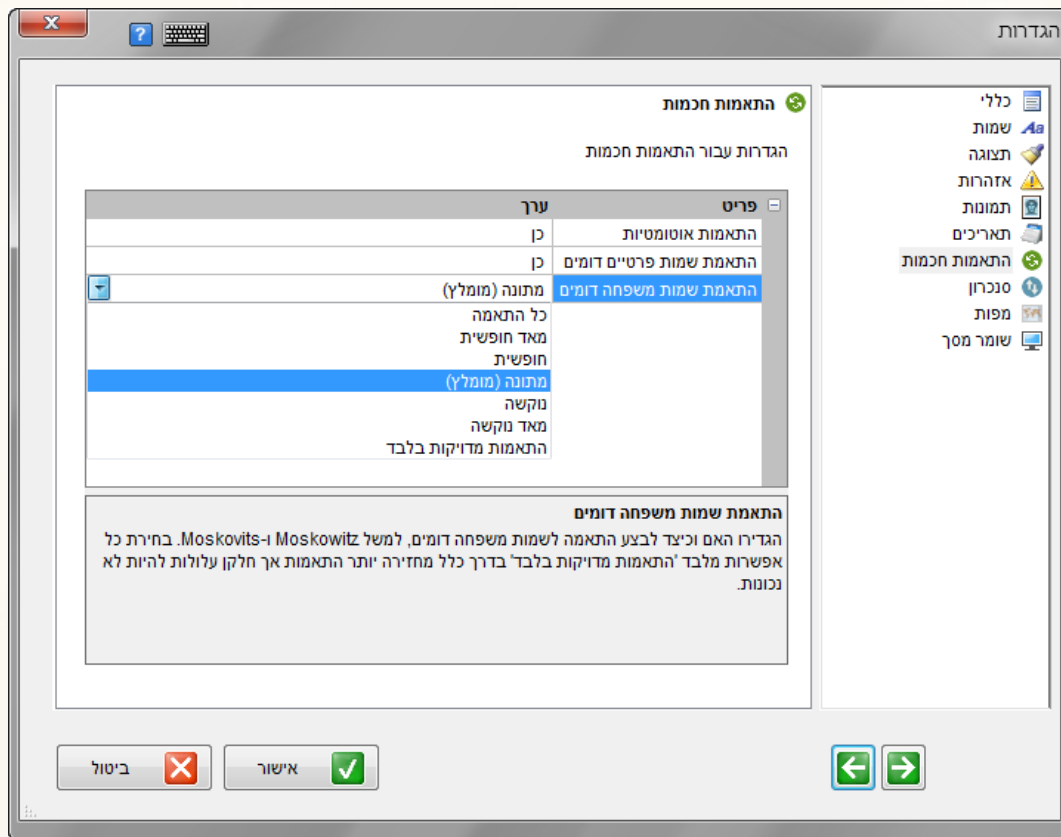 הגדרות
כללי
שמות
תצוגה
אזהרות
תמונות
תאריכים
התאמות חכמות
סנכרון
מפות
שומר מסך
התאמות חכמות
הגדרות עבור התאמות חכמות
פריט ערך
התאמות אוטומטיות כן
התאמת שמות פרטיים דומים כן
התאמת שמות משפחה דומים מתונה (מומלץ)
כל התאמה
מאד חופשית
חופשית
מתונה (מומלץ)
נוקשה
מאד נוקשה
התאמות מדויקות בלבד
התאמת שמות משפחה דומים
הגדירו האם וכיצד לבצע התאמה לשמות משפחה דומים, למשל Moskowitz ו-Moskovits. בחירת כל
אפשרות מלבד 'התאמות מדויקות בלבד' בדרך כלל מחזירה יותר התאמות אך חלקן עלולות להיות לא
נכונות.
אישור
ביטול